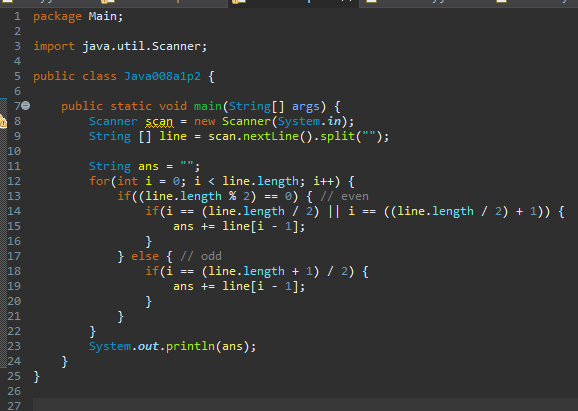 1 package Main;
2
3 import java.util.Scanner;
4
5 public class Java008a1p2 {
6
7     public static void main(String[] args) {
8         Scanner scan = new Scanner(System.in);
9         String [] line = scan.nextLine().split("");
10
11         String ans = "";
12         for(int i = 0; i < line.length; i++) {
13             if((line.length % 2) == 0) { // even
14                 if(i == (line.length / 2) || i == ((line.length / 2) + 1)) {
15                     ans += line[i - 1];
16                 }
17             } else { // odd
18                 if(i == (line.length + 1) / 2) {
19                     ans += line[i - 1];
20                 }
21             }
22         }
23         System.out.println(ans);
24     }
25 }
26
27